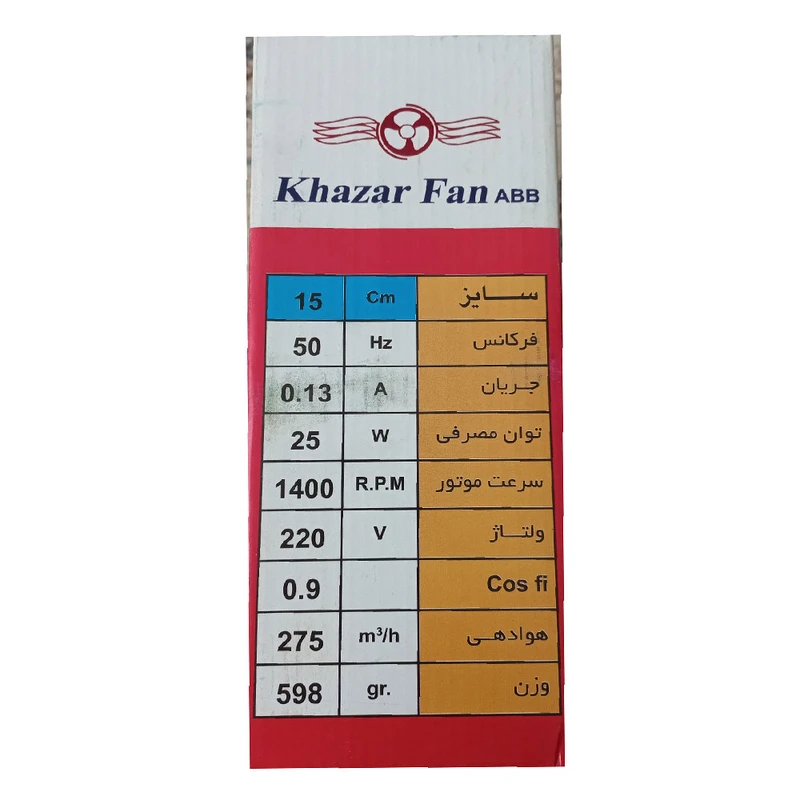 Khazar Fan ABB
15 Cm سایز
50 Hz فرکانس
0.13 A جریان
25 W توان مصرفی
1400 R.P.M سرعت موتور
220 V ولتاژ
0.9 Cos fi
275 m³/h هوادهی
598 gr. وزن